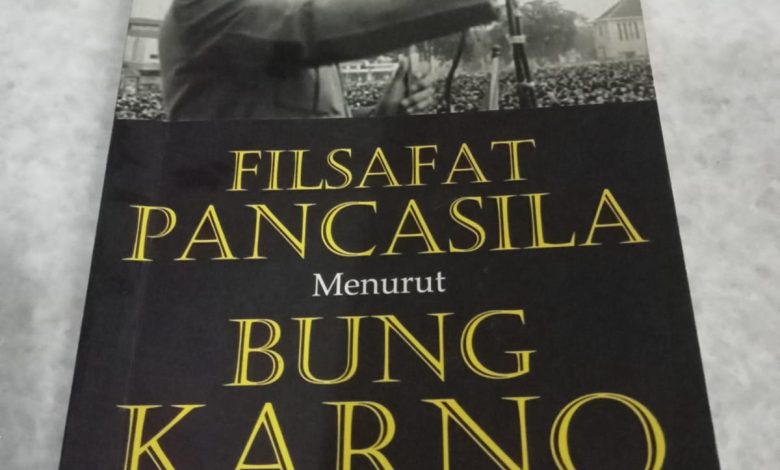 FILSAFAT
PANCASILA
Menurut
BUNG
KARNO